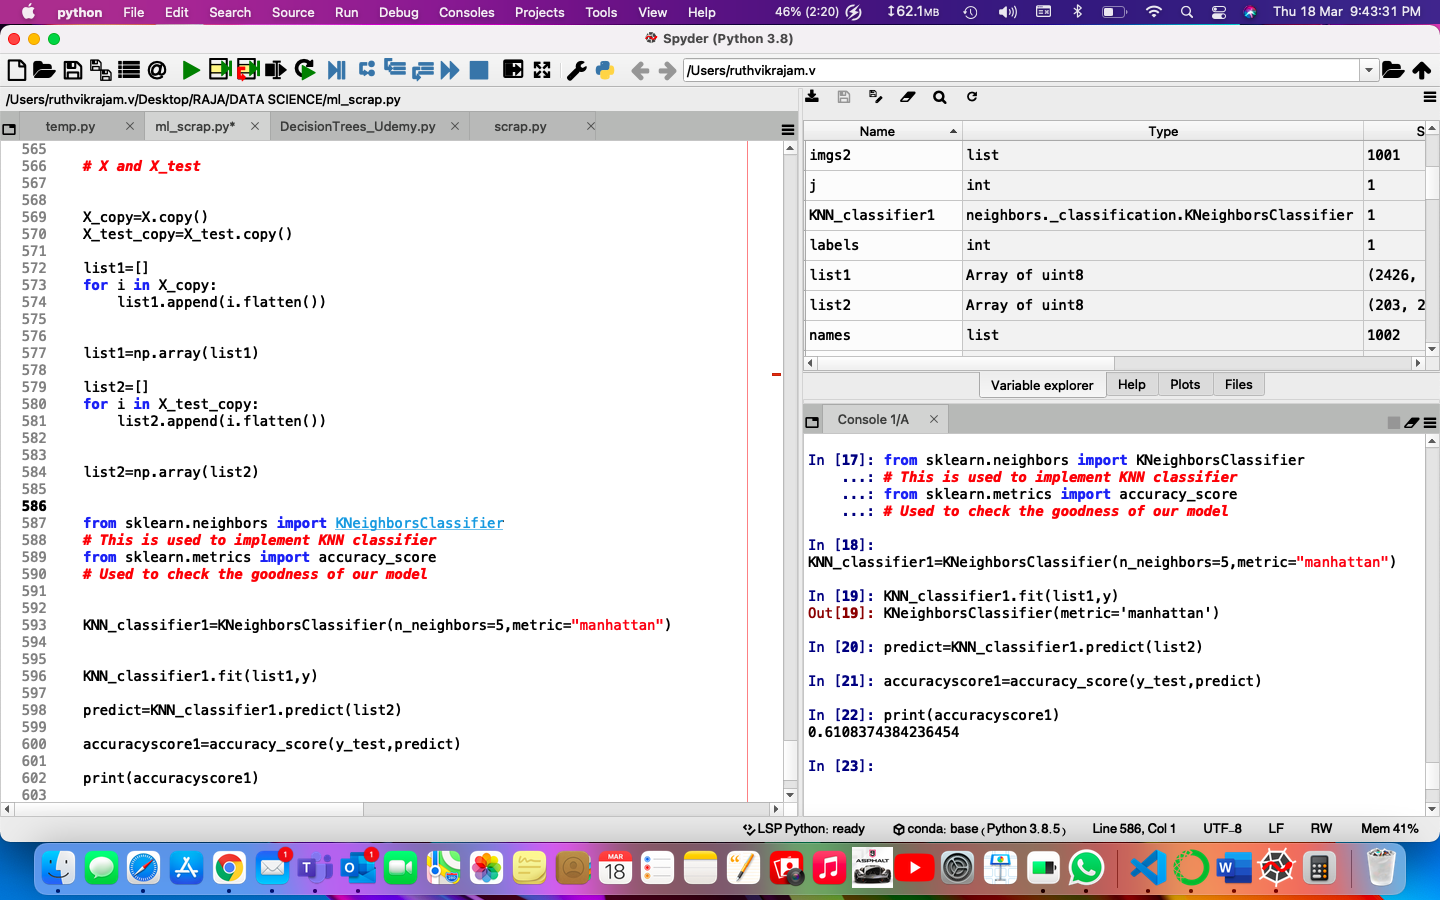 python File Edit Search Source Run Debug Consoles Projects Tools View Help 46% (2:20) ↕62.1MB Thu 18 Mar 9:43:31 PM
Spyder (Python 3.8)
/Users/ruthvikrajam.v
/Users/ruthvikrajam.v/Desktop/RAJA/DATA SCIENCE/ml_scrap.py
temp.py ml_scrap.py* DecisionTrees_Udemy.py scrap.py
565
566 # X and X_test
567
568
569 X_copy=X.copy()
570 X_test_copy=X_test.copy()
571
572 list1=[]
573 for i in X_copy:
574 list1.append(i.flatten())
575
576
577 list1=np.array(list1)
578
579 list2=[]
580 for i in X_test_copy:
581 list2.append(i.flatten())
582
583
584 list2=np.array(list2)
585
586
587 from sklearn.neighbors import KNeighborsClassifier
588 # This is used to implement KNN classifier
589 from sklearn.metrics import accuracy_score
590 # Used to check the goodness of our model
591
592
593 KNN_classifier1=KNeighborsClassifier(n_neighbors=5,metric="manhattan")
594
595
596 KNN_classifier1.fit(list1,y)
597
598 predict=KNN_classifier1.predict(list2)
599
600 accuracyscore1=accuracy_score(y_test,predict)
601
602 print(accuracyscore1)
603
Name Type S
imgs2 list 1001
j int 1
KNN_classifier1 neighbors._classification.KNeighborsClassifier 1
labels int 1
list1 Array of uint8 (2426,
list2 Array of uint8 (203, 2
names list 1002
Variable explorer Help Plots Files
Console 1/A
In [17]: from sklearn.neighbors import KNeighborsClassifier
...: # This is used to implement KNN classifier
...: from sklearn.metrics import accuracy_score
...: # Used to check the goodness of our model
In [18]:
KNN_classifier1=KNeighborsClassifier(n_neighbors=5,metric="manhattan")
In [19]: KNN_classifier1.fit(list1,y)
Out[19]: KNeighborsClassifier(metric='manhattan')
In [20]: predict=KNN_classifier1.predict(list2)
In [21]: accuracyscore1=accuracy_score(y_test,predict)
In [22]: print(accuracyscore1)
0.6108374384236454
In [23]:
LSP Python: ready conda: base (Python 3.8.5) Line 586, Col 1 UTF-8 LF RW Mem 41%
1 1 MAR
18
ASPHALT